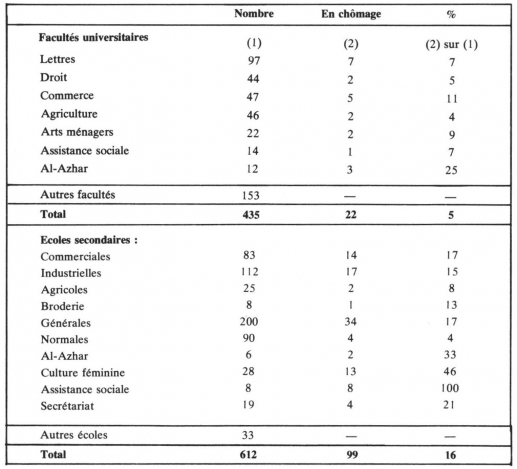 Nombre En chômage %
Facultés universitaires (1) (2) (2) sur (1)
Lettres 97 7 7
Droit 44 2 5
Commerce 47 5 11
Agriculture 46 2 4
Arts ménagers 22 2 9
Assistance sociale 14 1 7
Al-Azhar 12 3 25
Autres facultés 153 — —
Total 435 22 5
Ecoles secondaires :
Commerciales 83 14 17
Industrielles 112 17 15
Agricoles 25 2 8
Broderie 8 1 13
Générales 200 34 17
Normales 90 4 4
Al-Azhar 6 2 33
Culture féminine 28 13 46
Assistance sociale 8 8 100
Secrétariat 19 4 21
Autres écoles 33 — —
Total 612 99 16